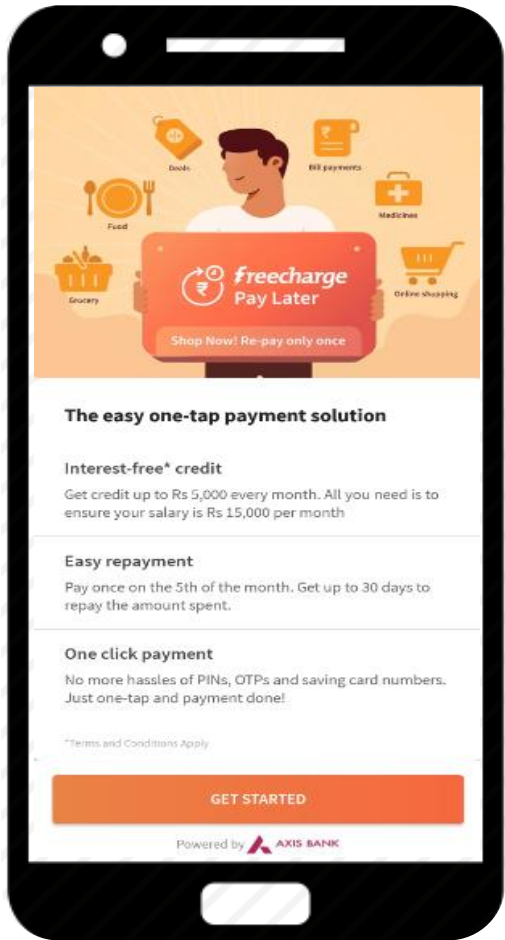 Deals
Bill payments
Food
Medicines
Grocery
Online shopping
freecharge
Pay Later
Shop Now! Re-pay only once
The easy one-tap payment solution
Interest-free* credit
Get credit up to Rs 5,000 every month. All you need is to
ensure your salary is Rs 15,000 per month
Easy repayment
Pay once on the 5th of the month. Get up to 30 days to
repay the amount spent.
One click payment
No more hassles of PINs, OTPs and saving card numbers.
Just one-tap and payment done!
*Terms and Conditions Apply
GET STARTED
Powered by AXIS BANK